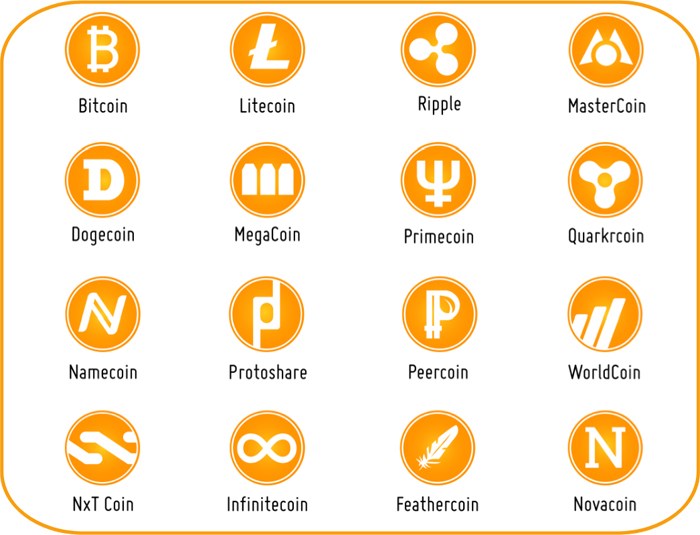 Bitcoin
Litecoin
Ripple
MasterCoin
Dogecoin
MegaCoin
Primecoin
Quarkrcoin
Namecoin
Protoshare
Peercoin
WorldCoin
NxT Coin
Infinitecoin
Feathercoin
Novacoin